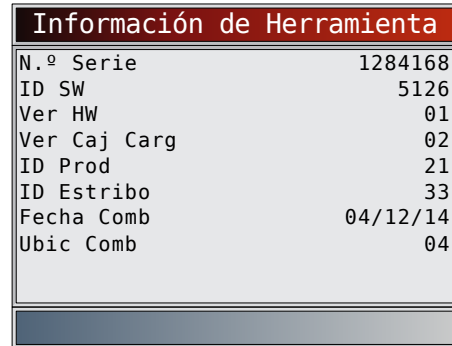 Información de Herramienta
N.º Serie 1284168
ID SW 5126
Ver HW 01
Ver Caj Carg 02
ID Prod 21
ID Estribo 33
Fecha Comb 04/12/14
Ubic Comb 04